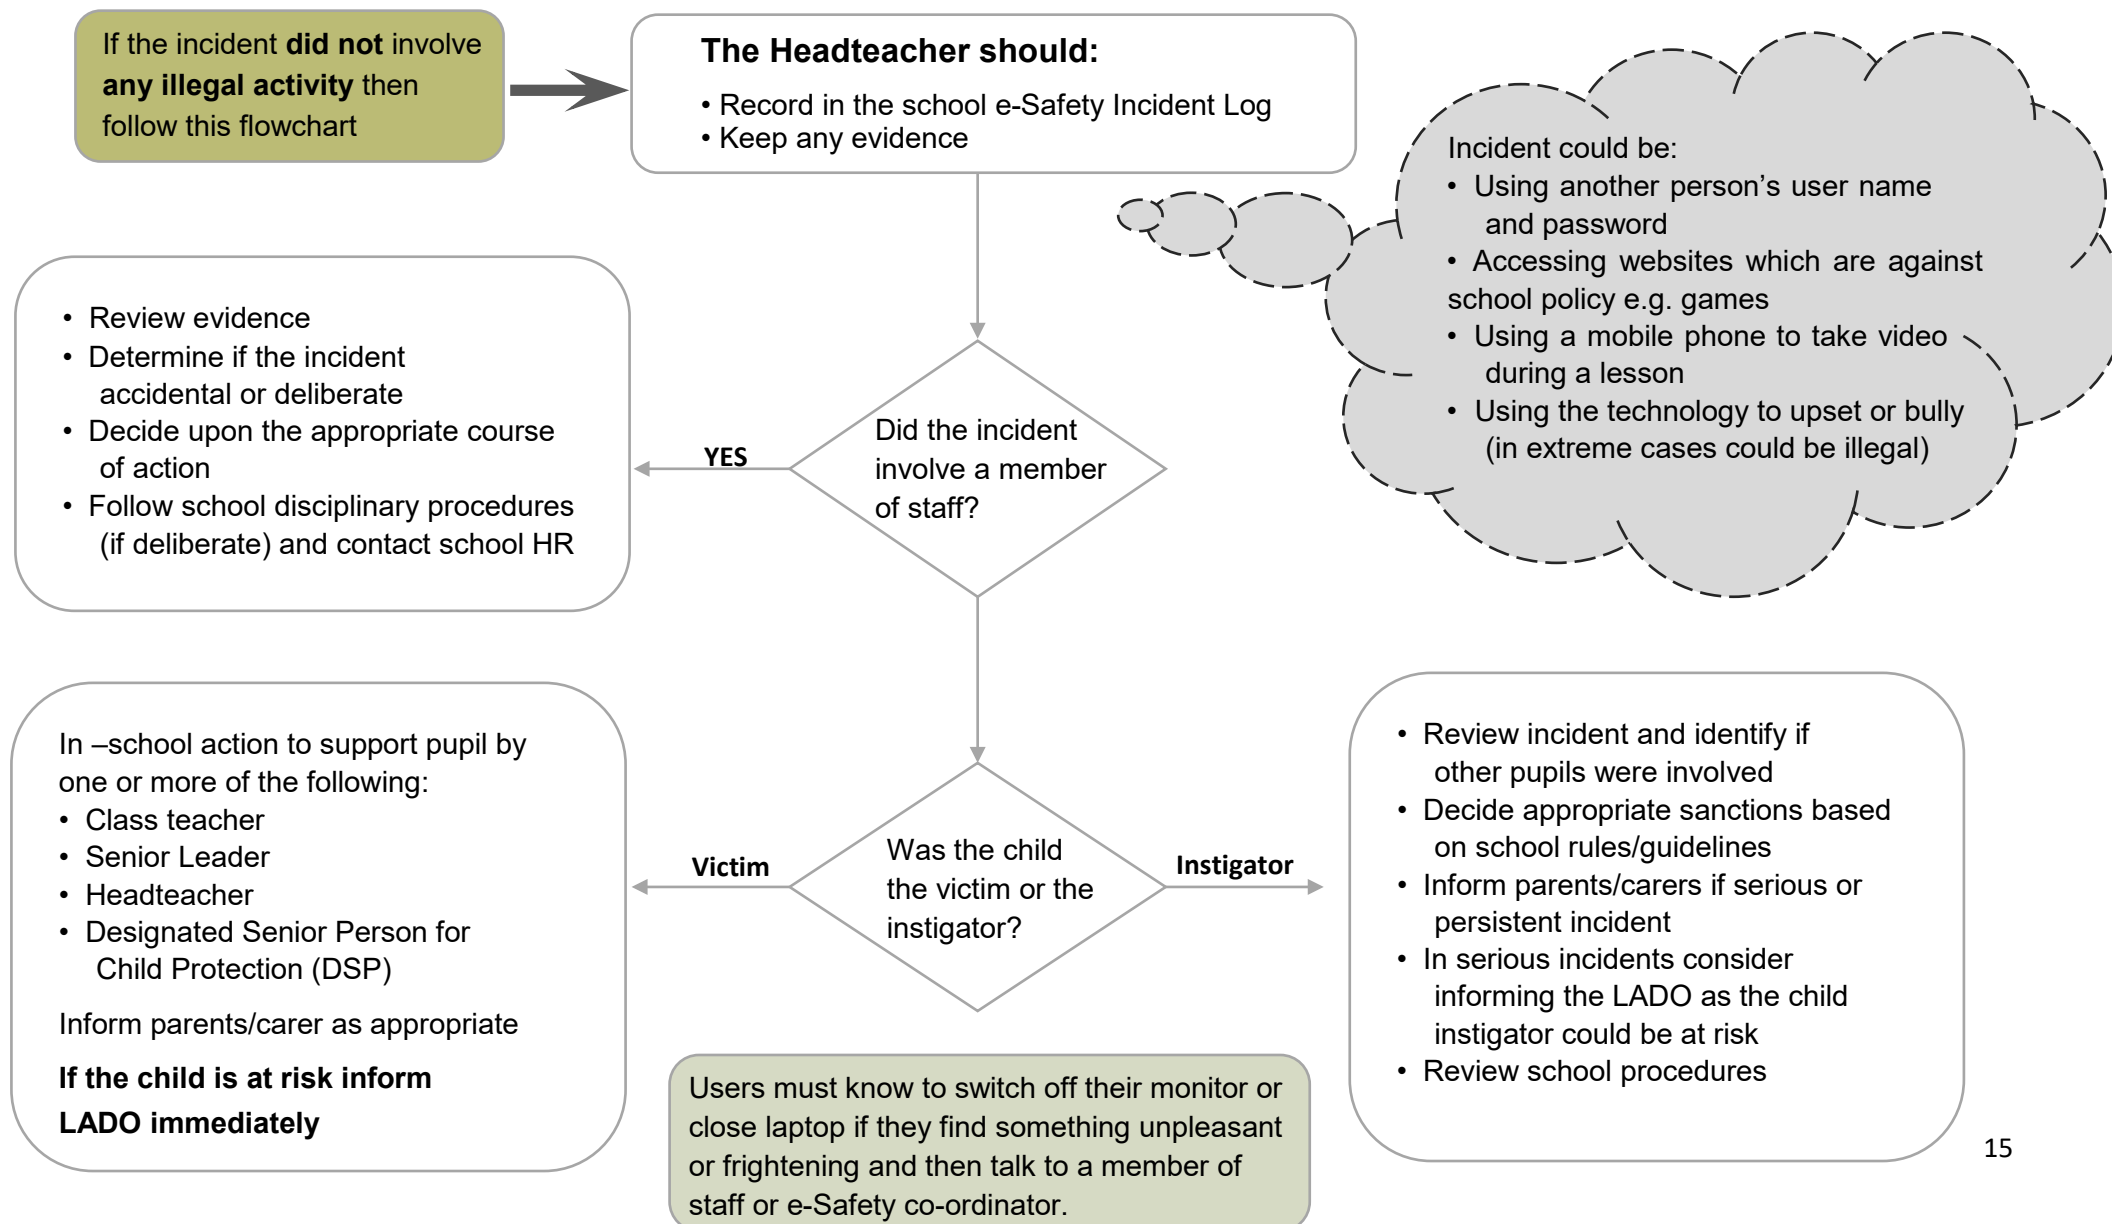 If the incident did not involve
any illegal activity then
follow this flowchart
The Headteacher should:
• Record in the school e-Safety Incident Log
• Keep any evidence
Incident could be:
• Using another person’s user name
and password
• Accessing websites which are against
school policy e.g. games
• Using a mobile phone to take video
during a lesson
• Using the technology to upset or bully
(in extreme cases could be illegal)
• Review evidence
• Determine if the incident
accidental or deliberate
• Decide upon the appropriate course
of action
• Follow school disciplinary procedures
(if deliberate) and contact school HR
YES
Did the incident
involve a member
of staff?
In –school action to support pupil by
one or more of the following:
• Class teacher
• Senior Leader
• Headteacher
• Designated Senior Person for
Child Protection (DSP)
Inform parents/carer as appropriate
If the child is at risk inform
LADO immediately
Victim
Was the child
the victim or the
instigator?
Instigator
• Review incident and identify if
other pupils were involved
• Decide appropriate sanctions based
on school rules/guidelines
• Inform parents/carers if serious or
persistent incident
• In serious incidents consider
informing the LADO as the child
instigator could be at risk
• Review school procedures
Users must know to switch off their monitor or
close laptop if they find something unpleasant
or frightening and then talk to a member of
staff or e-Safety co-ordinator.
15